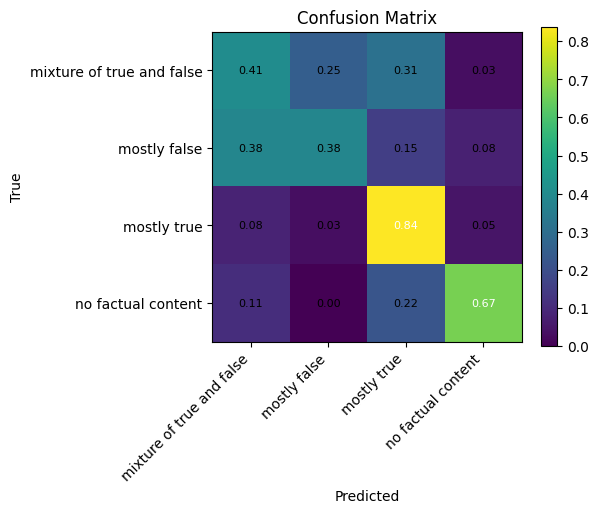 Confusion Matrix
mixture of true and false 0.41 0.25 0.31 0.03
mostly false 0.38 0.38 0.15 0.08
mostly true 0.08 0.03 0.84 0.05
no factual content 0.11 0.00 0.22 0.67
True
mixture of true and false
mostly false
mostly true
no factual content
Predicted
0.8
0.7
0.6
0.5
0.4
0.3
0.2
0.1
0.0